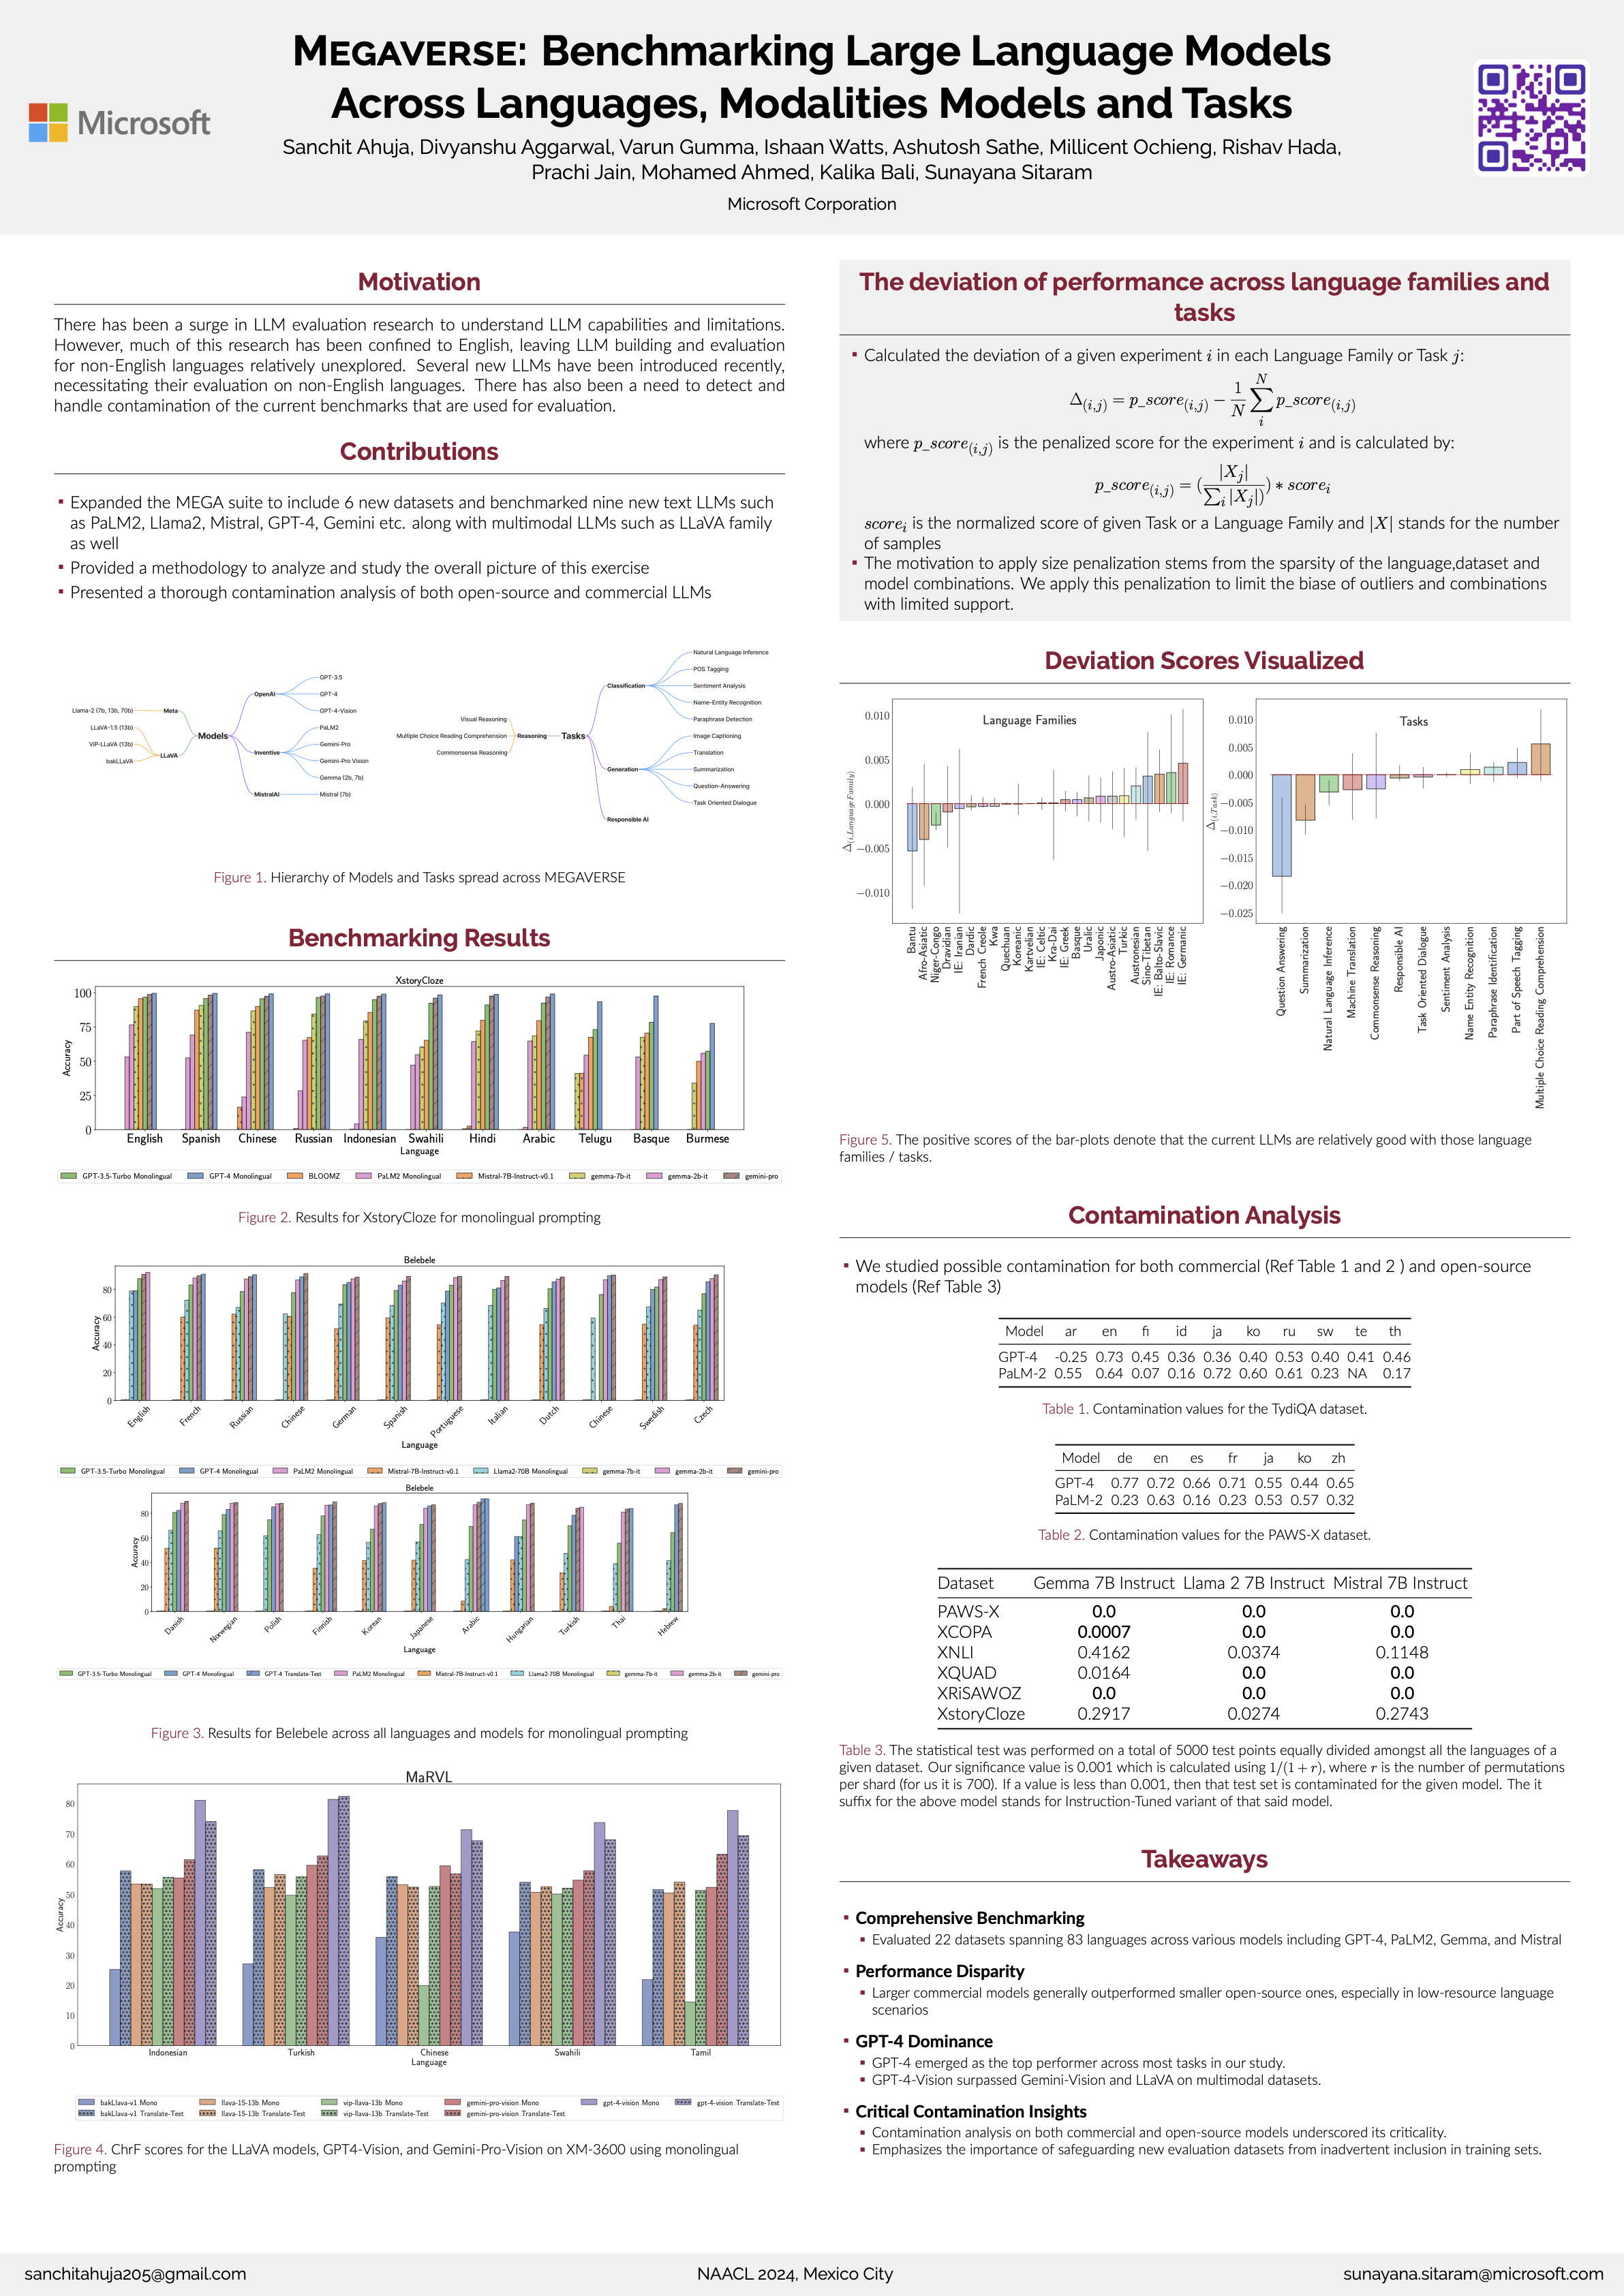 MEGAVERSE: Benchmarking Large Language Models
Across Languages, Modalities Models and Tasks
Microsoft
Sanchit Ahuja, Divyanshu Aggarwal, Varun Gumma, Ishaan Watts, Ashutosh Sathe, Millicent Ochieng, Rishav Hada,
Prachi Jain, Mohamed Ahmed, Kalika Bali, Sunayana Sitaram
Microsoft Corporation
Motivation
There has been a surge in LLM evaluation research to understand LLM capabilities and limitations.
However, much of this research has been confined to English, leaving LLM building and evaluation
for non-English languages relatively unexplored. Several new LLMs have been introduced recently,
necessitating their evaluation on non-English languages. There has also been a need to detect and
handle contamination of the current benchmarks that are used for evaluation.
Contributions
▪ Expanded the MEGA suite to include 6 new datasets and benchmarked nine new text LLMs such
as PaLM2, Llama2, Mistral, GPT-4, Gemini etc. along with multimodal LLMs such as LLaVA family
as well
▪ Provided a methodology to analyze and study the overall picture of this exercise
▪ Presented a thorough contamination analysis of both open-source and commercial LLMs
Models
Meta
Llama-2 (7b, 13b, 70b)
LLaVA
LLaVA-1.5 (13b)
ViP-LLaVA (13b)
bakLLaVA
OpenAI
GPT-3.5
GPT-4
GPT-4-Vision
Inventive
PaLM2
Gemini-Pro
Gemini-Pro Vision
Gemma (2b, 7b)
MistralAI
Mistral (7b)
Tasks
Reasoning
Visual Reasoning
Multiple Choice Reading Comprehension
Commonsense Reasoning
Classification
Natural Language Inference
POS Tagging
Sentiment Analysis
Name-Entity Recognition
Paraphrase Detection
Generation
Image Captioning
Translation
Summarization
Question-Answering
Task Oriented Dialogue
Responsible AI
Figure 1. Hierarchy of Models and Tasks spread across MEGAVERSE
Benchmarking Results
XstoryCloze
Accuracy
100
75
50
25
0
English Spanish Chinese Russian Indonesian Swahili Hindi Arabic Telugu Basque Burmese
Language
GPT-3.5-Turbo Monolingual GPT-4 Monolingual BLOOMZ PaLM2 Monolingual Mistral-7B-Instruct-v0.1 gemma-7b-it gemma-2b-it gemini-pro
Figure 2. Results for XstoryCloze for monolingual prompting
Belebele
Accuracy
80
60
40
20
0
English French Russian Chinese German Spanish Portuguese Italian Dutch Chinese Swedish Czech
Language
GPT-3.5-Turbo Monolingual GPT-4 Monolingual PaLM2 Monolingual Mistral-7B-Instruct-v0.1 Llama2-70B Monolingual gemma-7b-it gemma-2b-it gemini-pro
Belebele
Accuracy
80
60
40
20
0
Danish Norwegian Polish Finnish Korean Japanese Arabic Hungarian Turkish Thai Hebrew
Language
GPT-3.5-Turbo Monolingual GPT-4 Monolingual GPT-4 Translate-Test PaLM2 Monolingual Mistral-7B-Instruct-v0.1 Llama2-70B Monolingual gemma-7b-it gemma-2b-it gemini-pro
Figure 3. Results for Belebele across all languages and models for monolingual prompting
MaRVL
Accuracy
80
70
60
50
40
30
20
10
0
Indonesian Turkish Chinese Swahili Tamil
Language
bakLlava-v1 Mono llava-15-13b Mono vip-llava-13b Mono gemini-pro-vision Mono gpt-4-vision Mono gpt-4-vision Translate-Test
bakLlava-v1 Translate-Test llava-15-13b Translate-Test vip-llava-13b Translate-Test gemini-pro-vision Translate-Test
Figure 4. ChrF scores for the LLaVA models, GPT4-Vision, and Gemini-Pro-Vision on XM-3600 using monolingual
prompting
The deviation of performance across language families and
tasks
▪ Calculated the deviation of a given experiment i in each Language Family or Task j:
Δ(i,j) = p_score(i,j) − 1/N ∑_i^N p_score(i,j)
where p_score(i,j) is the penalized score for the experiment i and is calculated by:
p_score(i,j) = (|Xj| / ∑i |Xj|) ∗ scorei
scorei is the normalized score of given Task or a Language Family and |X| stands for the number
of samples
▪ The motivation to apply size penalization stems from the sparsity of the language,dataset and
model combinations. We apply this penalization to limit the biase of outliers and combinations
with limited support.
Deviation Scores Visualized
Language Families
Δ(i,LanguageFamily)
0.010
0.005
0.000
−0.005
−0.010
Bantu
Afro-Asiatic
Niger-Congo
Dravidian
IE: Iranian
Dardic
French Creole
Kwa
Quechuan
Koreanic
Kartvelian
IE: Celtic
Kra-Dai
IE: Greek
Basque
Uralic
Japonic
Austro-Asiatic
Turkic
Austronesian
Sino-Tibetan
IE: Balto-Slavic
IE: Romance
IE: Germanic
Tasks
Δ(i,Task)
0.010
0.005
0.000
−0.005
−0.010
−0.015
−0.020
−0.025
Question Answering
Summarization
Natural Language Inference
Machine Translation
Commonsense Reasoning
Responsible AI
Task Oriented Dialogue
Sentiment Analysis
Name Entity Recognition
Paraphrase Identification
Part of Speech Tagging
Multiple Choice Reading Comprehension
Figure 5. The positive scores of the bar-plots denote that the current LLMs are relatively good with those language
families / tasks.
Contamination Analysis
▪ We studied possible contamination for both commercial (Ref Table 1 and 2 ) and open-source
models (Ref Table 3)
Model ar en fi id ja ko ru sw te th
GPT-4 -0.25 0.73 0.45 0.36 0.36 0.40 0.53 0.40 0.41 0.46
PaLM-2 0.55 0.64 0.07 0.16 0.72 0.60 0.61 0.23 NA 0.17
Table 1. Contamination values for the TydiQA dataset.
Model de en es fr ja ko zh
GPT-4 0.77 0.72 0.66 0.71 0.55 0.44 0.65
PaLM-2 0.23 0.63 0.16 0.23 0.53 0.57 0.32
Table 2. Contamination values for the PAWS-X dataset.
Dataset Gemma 7B Instruct Llama 2 7B Instruct Mistral 7B Instruct
PAWS-X 0.0 0.0 0.0
XCOPA 0.0007 0.0 0.0
XNLI 0.4162 0.0374 0.1148
XQUAD 0.0164 0.0 0.0
XRiSAWOZ 0.0 0.0 0.0
XstoryCloze 0.2917 0.0274 0.2743
Table 3. The statistical test was performed on a total of 5000 test points equally divided amongst all the languages of a
given dataset. Our significance value is 0.001 which is calculated using 1/(1 + r), where r is the number of permutations
per shard (for us it is 700). If a value is less than 0.001, then that test set is contaminated for the given model. The it
suffix for the above model stands for Instruction-Tuned variant of that said model.
Takeaways
▪ Comprehensive Benchmarking
▪ Evaluated 22 datasets spanning 83 languages across various models including GPT-4, PaLM2, Gemma, and Mistral
▪ Performance Disparity
▪ Larger commercial models generally outperformed smaller open-source ones, especially in low-resource language
scenarios
▪ GPT-4 Dominance
▪ GPT-4 emerged as the top performer across most tasks in our study.
▪ GPT-4-Vision surpassed Gemini-Vision and LLaVA on multimodal datasets.
▪ Critical Contamination Insights
▪ Contamination analysis on both commercial and open-source models underscored its criticality.
▪ Emphasizes the importance of safeguarding new evaluation datasets from inadvertent inclusion in training sets.
sanchitahuja205@gmail.com
NAACL 2024, Mexico City
sunayana.sitaram@microsoft.com